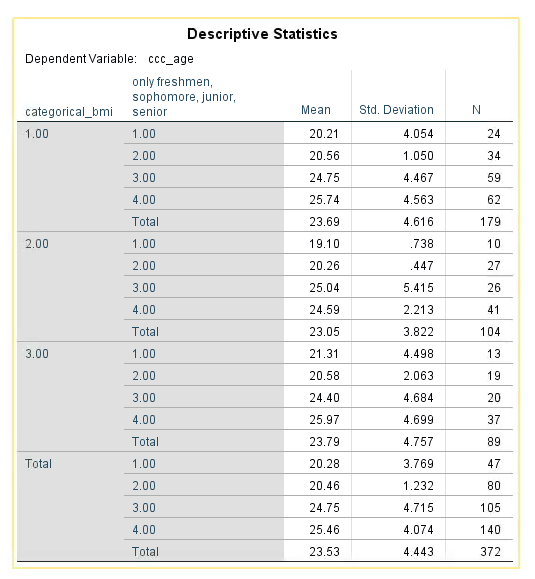 Descriptive Statistics
Dependent Variable: ccc_age
categorical_bmi only freshmen, sophomore, junior, senior Mean Std. Deviation N
1.00 1.00 20.21 4.054 24
2.00 20.56 1.050 34
3.00 24.75 4.467 59
4.00 25.74 4.563 62
Total 23.69 4.616 179
2.00 1.00 19.10 .738 10
2.00 20.26 .447 27
3.00 25.04 5.415 26
4.00 24.59 2.213 41
Total 23.05 3.822 104
3.00 1.00 21.31 4.498 13
2.00 20.58 2.063 19
3.00 24.40 4.684 20
4.00 25.97 4.699 37
Total 23.79 4.757 89
Total 1.00 20.28 3.769 47
2.00 20.46 1.232 80
3.00 24.75 4.715 105
4.00 25.46 4.074 140
Total 23.53 4.443 372